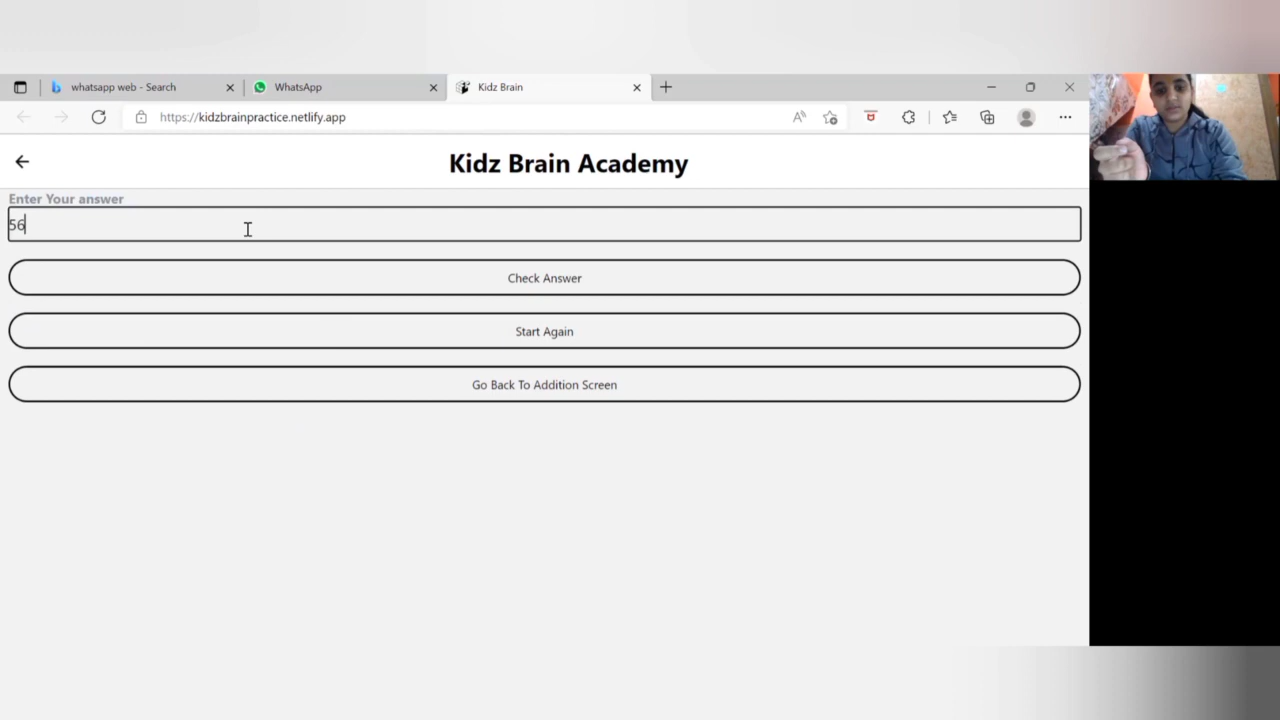 whatsapp web - Search
WhatsApp
Kidz Brain
https://kidzbrainpractice.netlify.app
Kidz Brain Academy
Enter Your answer
56
Check Answer
Start Again
Go Back To Addition Screen